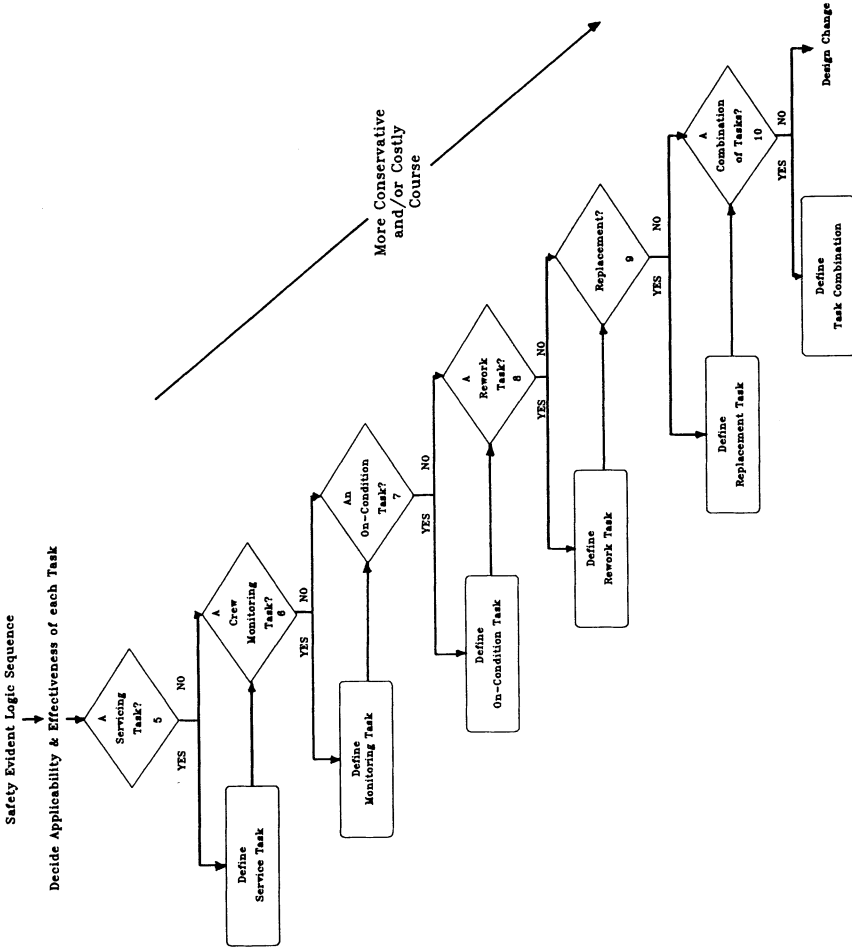 Safety Evident Logic Sequence
Decide Applicability & Effectiveness of each Task
A
Servicing
Task?
5
YES
NO
Define
Service Task
A
Crew
Monitoring
Task?
6
YES
NO
Define
Monitoring Task
An
On-Condition
Task?
7
YES
NO
Define
On-Condition Task
A
Rework
Task?
8
YES
NO
Define
Rework Task
Replacement?
9
YES
NO
Define
Replacement Task
A
Combination
of Tasks?
10
YES
NO
Define
Task Combination
Design Change
More Conservative
and/or Costly
Course